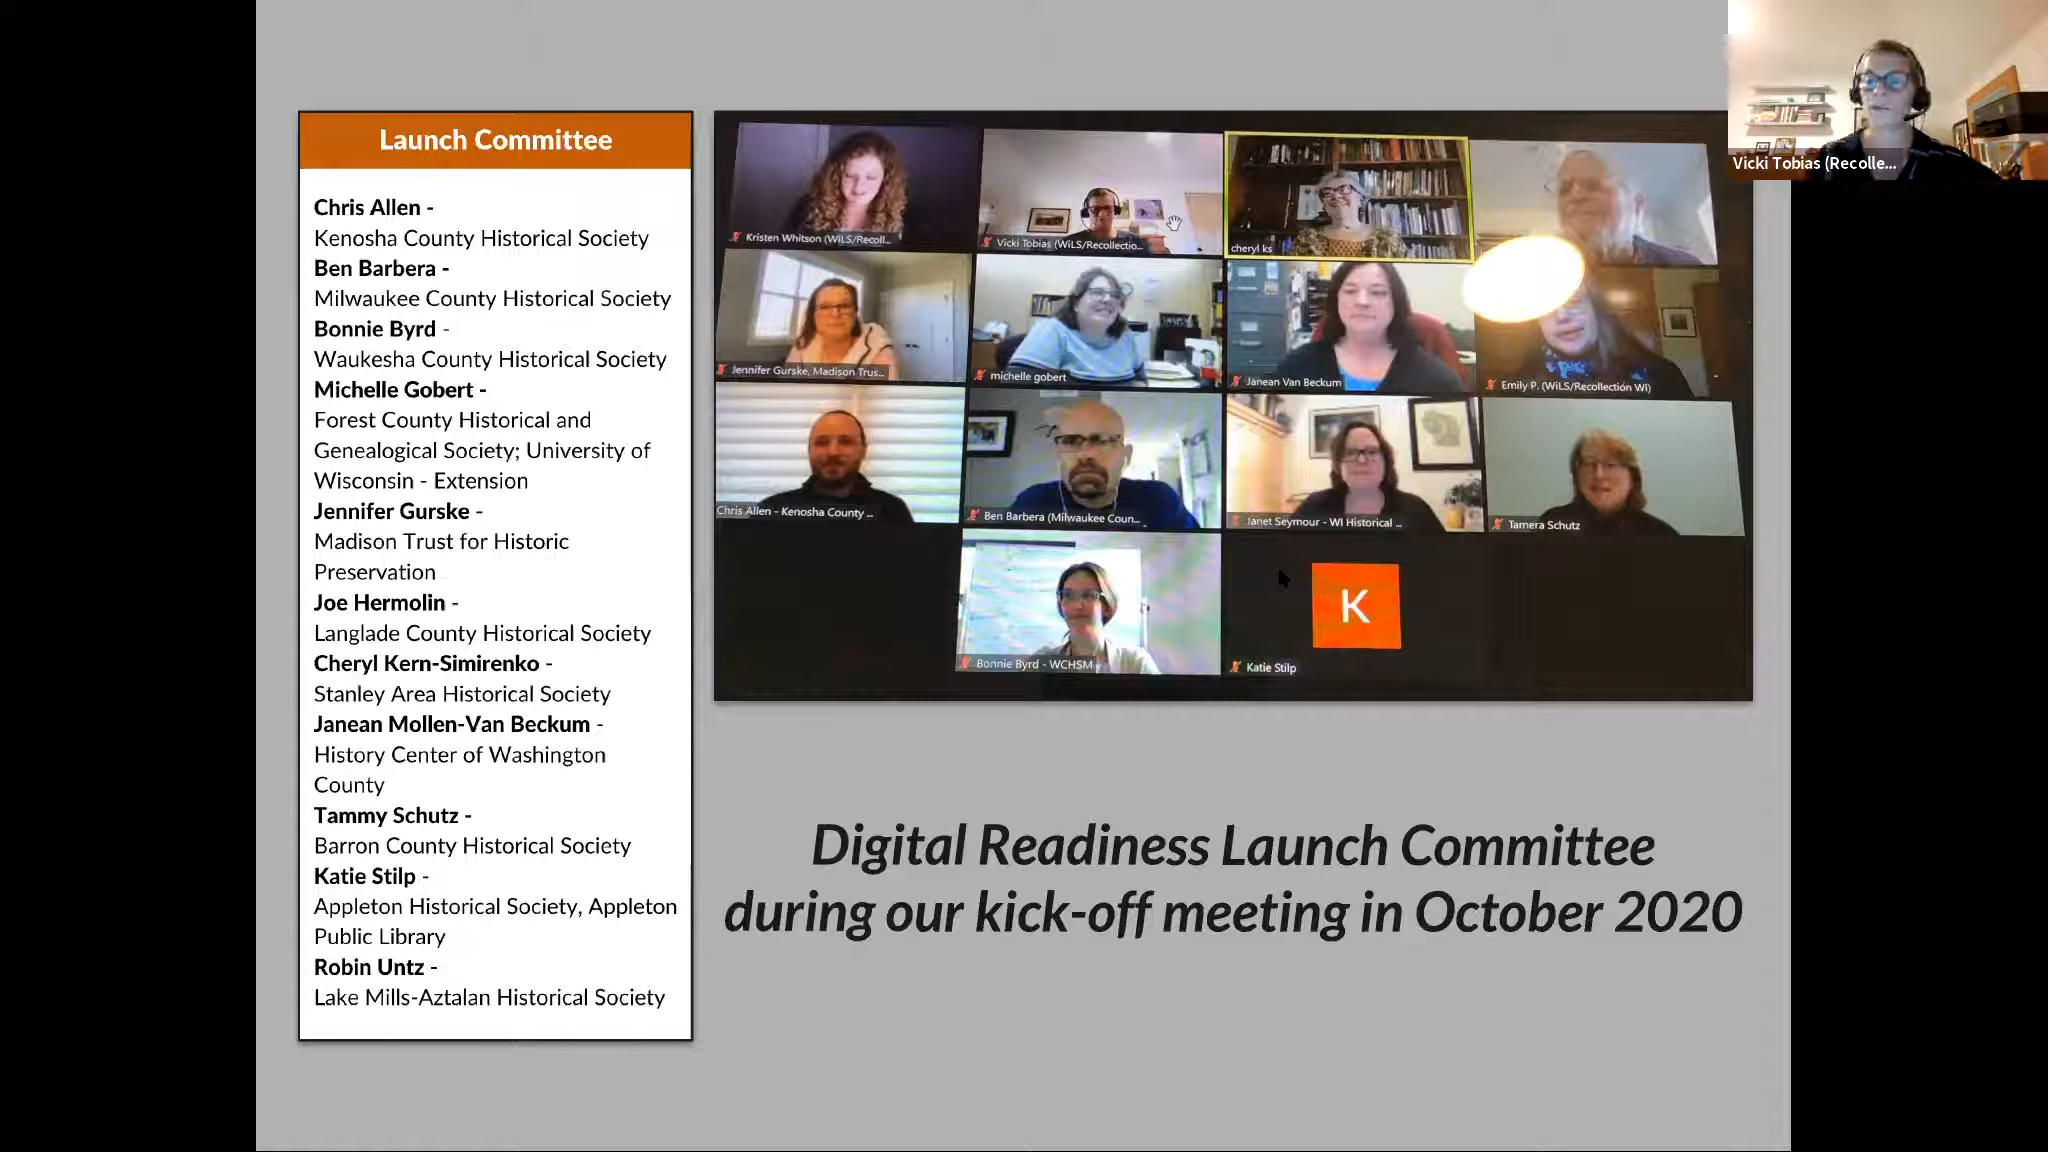 Launch Committee
Chris Allen -
Kenosha County Historical Society
Ben Barbera -
Milwaukee County Historical Society
Bonnie Byrd -
Waukesha County Historical Society
Michelle Gobert -
Forest County Historical and
Genealogical Society; University of
Wisconsin - Extension
Jennifer Gurske -
Madison Trust for Historic
Preservation
Joe Hermolin -
Langlade County Historical Society
Cheryl Kern-Simirenko -
Stanley Area Historical Society
Janean Mollen-Van Beckum -
History Center of Washington
County
Tammy Schutz -
Barron County Historical Society
Katie Stilp -
Appleton Historical Society, Appleton
Public Library
Robin Untz -
Lake Mills-Aztalan Historical Society
Kristen Whitson (WiLS/Recoll...
Vicki Tobias (WiLS/Recollectio...
cheryl ks
Jennifer Gurske, Madison Trus...
michelle gobert
Janean Van Beckum
Emily P. (WiLS/Recollection WI)
Chris Allen - Kenosha County ...
Ben Barbera (Milwaukee Coun...
Janet Seymour - WI Historical ...
Tamera Schutz
Bonnie Byrd - WCHSM
K
Katie Stilp
Digital Readiness Launch Committee
during our kick-off meeting in October 2020
Vicki Tobias (Recolle...